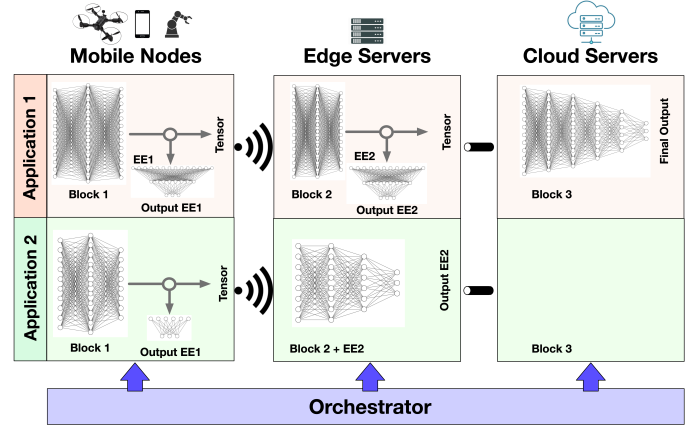 Mobile Nodes
Edge Servers
Cloud Servers
Application 1
EE1
Tensor
Block 1
Output EE1
EE2
Tensor
Block 2
Output EE2
Final Output
Block 3
Application 2
Tensor
Block 1
Output EE1
Output EE2
Block 2 + EE2
Block 3
Orchestrator